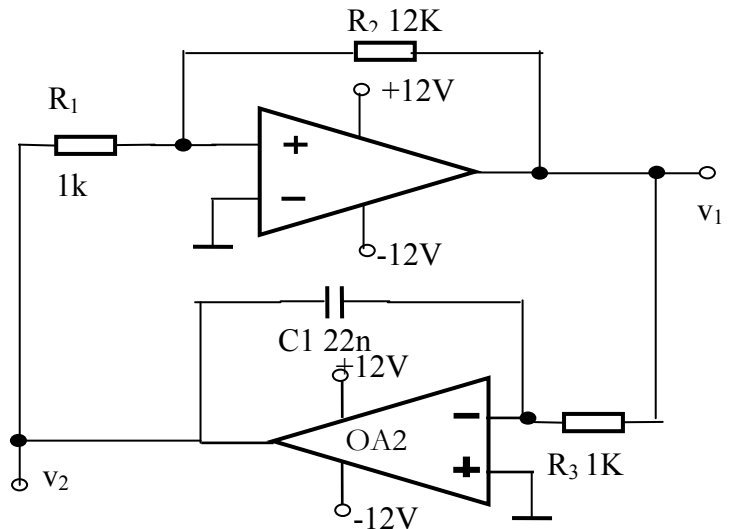 R₂ 12K
+12V
R₁
+
1k
−
v₁
-12V
C1 22n
+12V
−
OA2
+
R₃ 1K
v₂
-12V